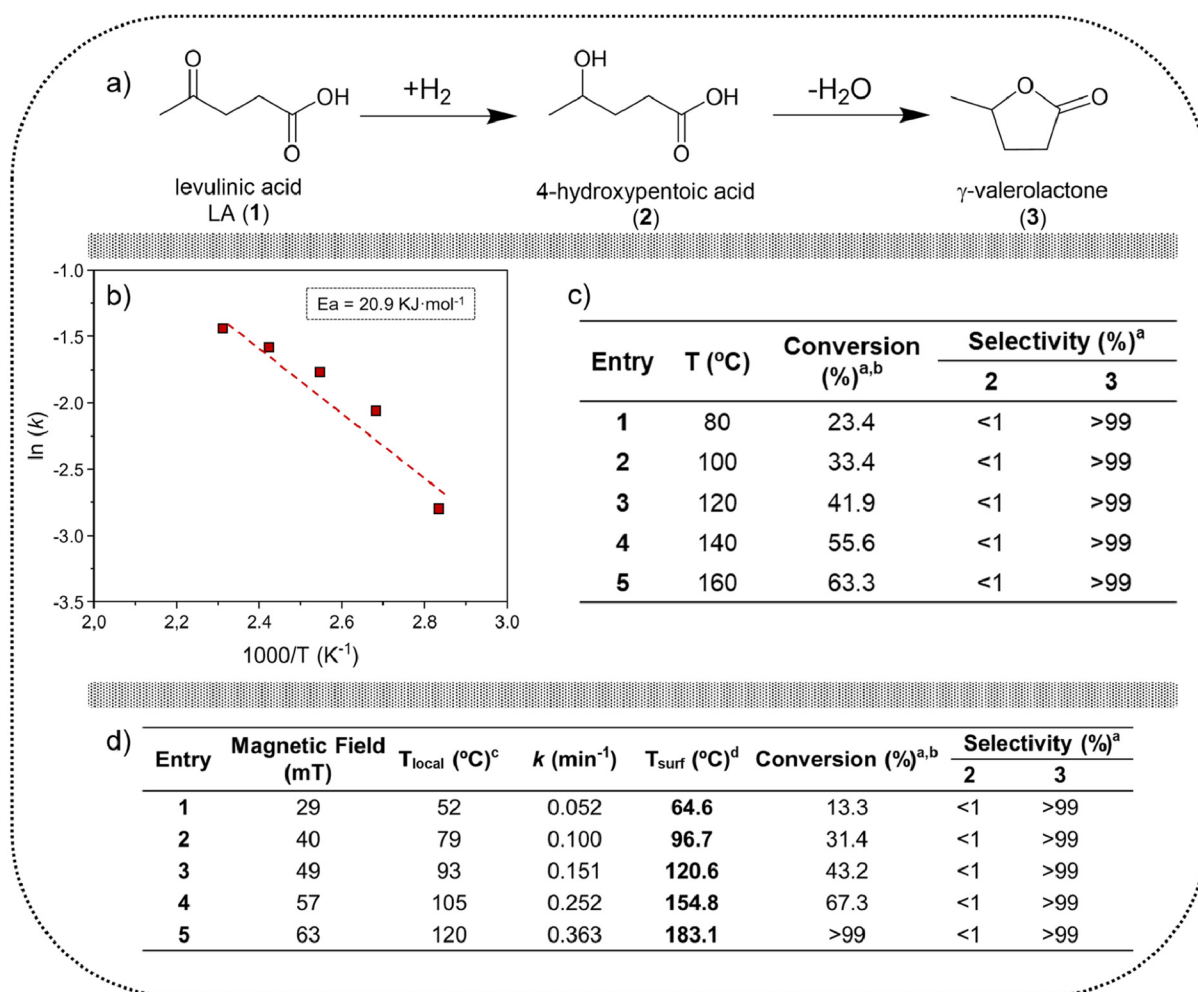 a)
O
OH
O
levulinic acid
LA (1)
+H2
OH
OH
O
4-hydroxypentoic acid
(2)
-H2O
O
O
γ-valerolactone
(3)
b)
Ea = 20.9 KJ·mol-1
ln (k)
-1.0
-1.5
-2.0
-2.5
-3.0
-3.5
2,0 2,2 2.4 2.6 2.8 3.0
1000/T (K-1)
c)
Entry T (ºC) Conversion (%)a,b Selectivity (%)a
2 3
1 80 23.4 <1 >99
2 100 33.4 <1 >99
3 120 41.9 <1 >99
4 140 55.6 <1 >99
5 160 63.3 <1 >99
d)
Entry Magnetic Field (mT) Tlocal (ºC)c k (min-1) Tsurf (ºC)d Conversion (%)a,b Selectivity (%)a
2 3
1 29 52 0.052 64.6 13.3 <1 >99
2 40 79 0.100 96.7 31.4 <1 >99
3 49 93 0.151 120.6 43.2 <1 >99
4 57 105 0.252 154.8 67.3 <1 >99
5 63 120 0.363 183.1 >99 <1 >99